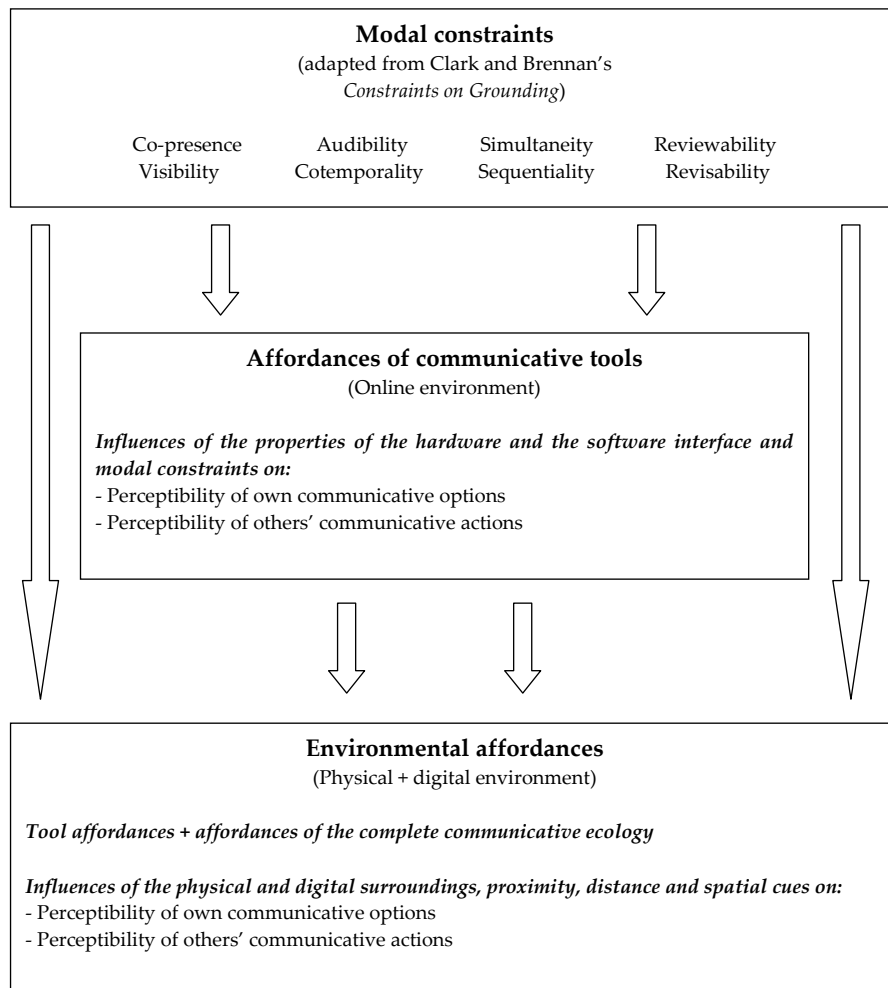 Modal constraints
(adapted from Clark and Brennan's
Constraints on Grounding)
Co-presence Audibility Simultaneity Reviewability
Visibility Cotemporality Sequentiality Revisability
Affordances of communicative tools
(Online environment)
Influences of the properties of the hardware and the software interface and
modal constraints on:
- Perceptibility of own communicative options
- Perceptibility of others' communicative actions
Environmental affordances
(Physical + digital environment)
Tool affordances + affordances of the complete communicative ecology
Influences of the physical and digital surroundings, proximity, distance and spatial cues on:
- Perceptibility of own communicative options
- Perceptibility of others' communicative actions